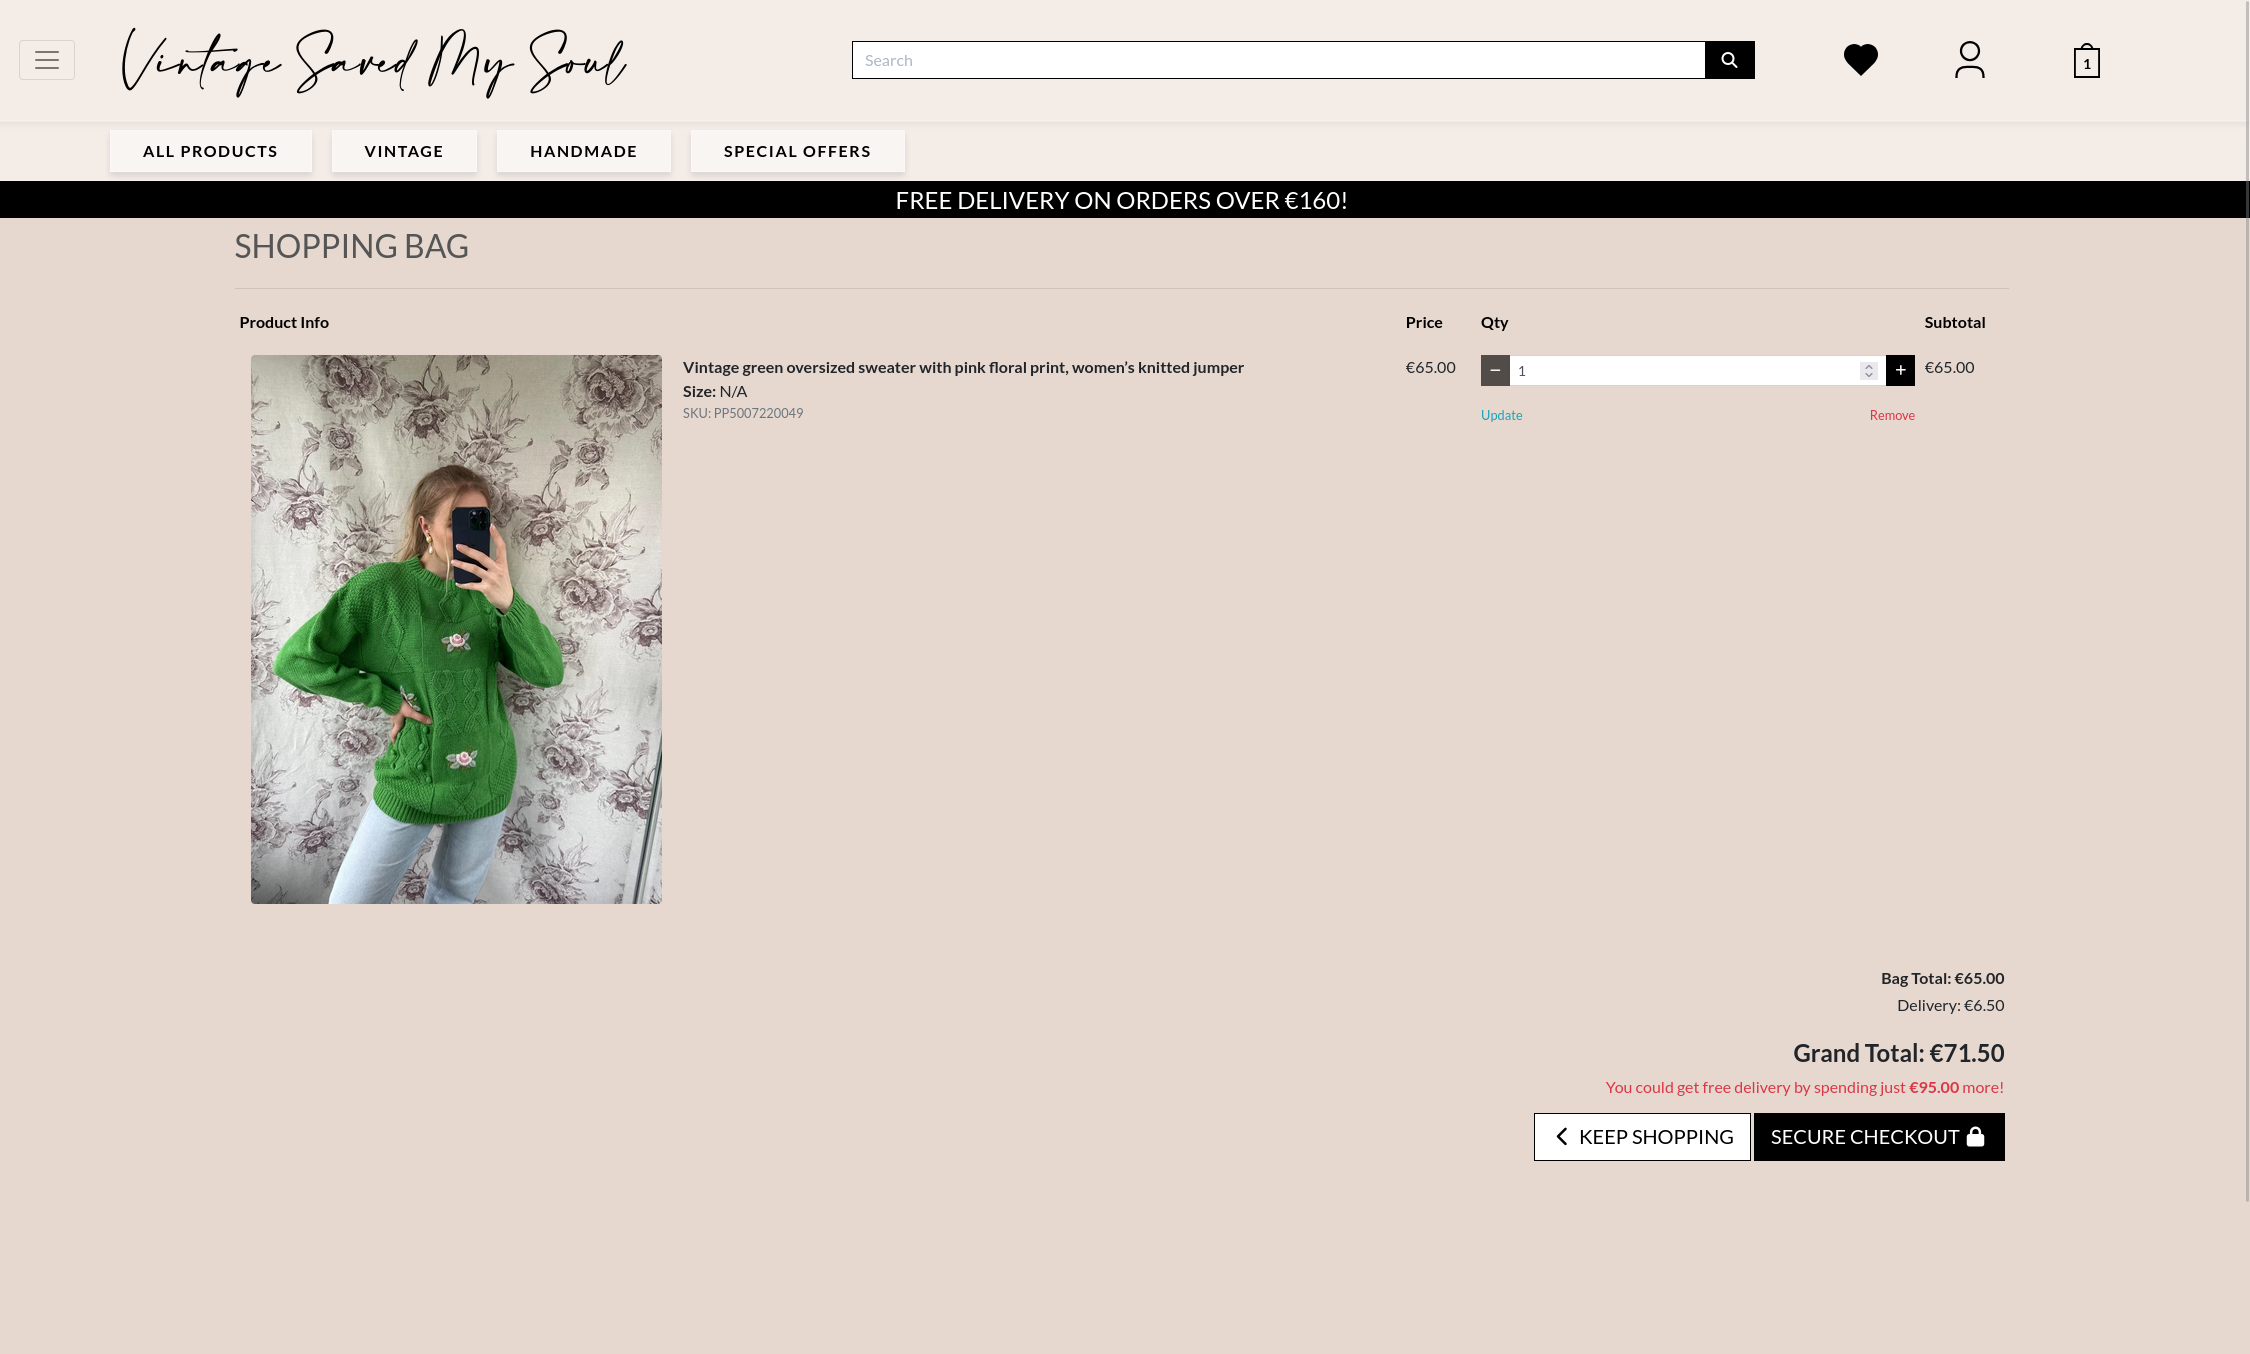 Vintage Saved My Soul
Search
1
ALL PRODUCTS
VINTAGE
HANDMADE
SPECIAL OFFERS
FREE DELIVERY ON ORDERS OVER €160!
SHOPPING BAG
Product Info
Price
Qty
Subtotal
Vintage green oversized sweater with pink floral print, women’s knitted jumper
Size: N/A
SKU: PP5007220049
€65.00
− 1 +
€65.00
Update
Remove
Bag Total: €65.00
Delivery: €6.50
Grand Total: €71.50
You could get free delivery by spending just €95.00 more!
KEEP SHOPPING
SECURE CHECKOUT